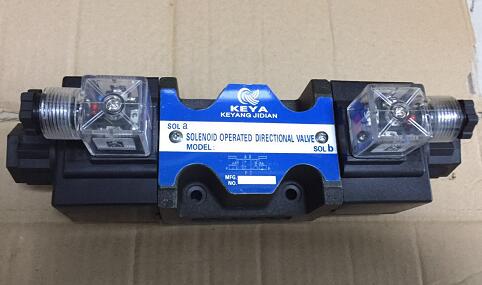 KEYA
KEYANG JIDIAN
SOL a
SOLENOID OPERATED DIRECTIONAL VALVE
MODEL:
SOL b
MFG
NO.